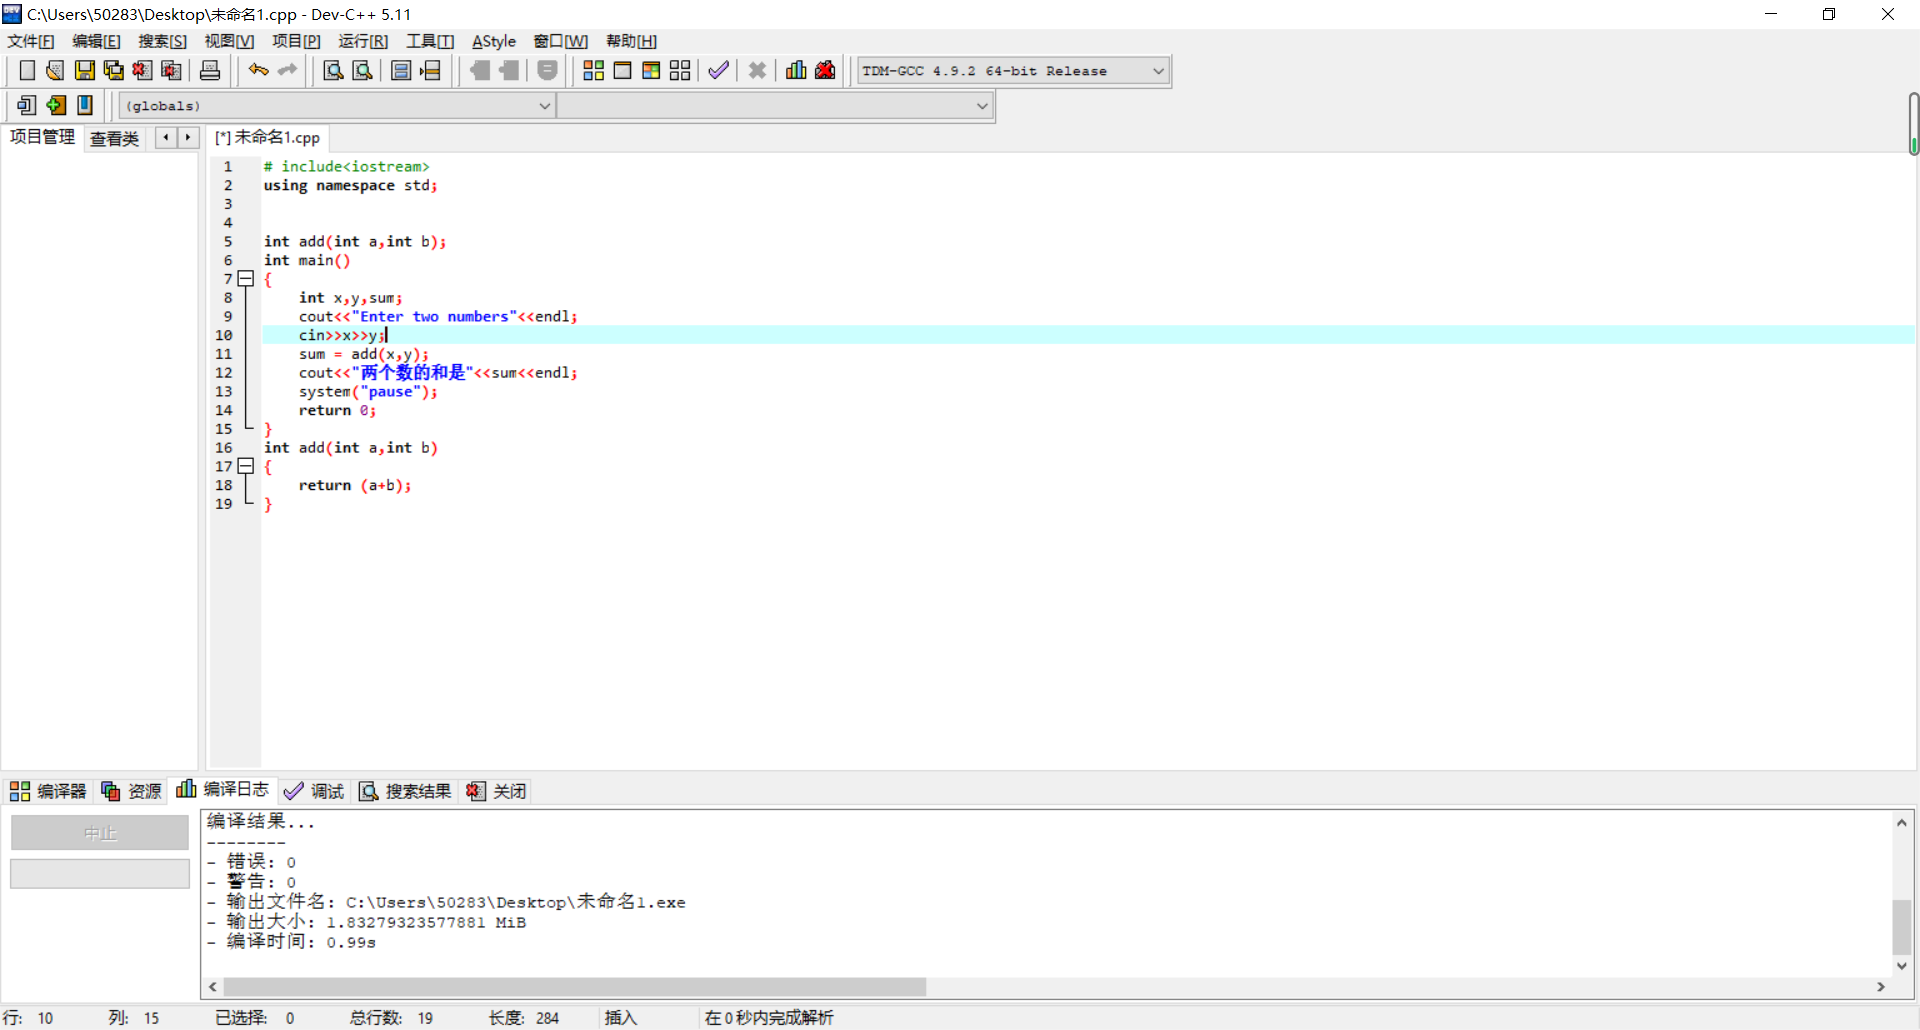 C:\Users\50283\Desktop\未命名1.cpp - Dev-C++ 5.11
文件[F] 编辑[E] 搜索[S] 视图[V] 项目[P] 运行[R] 工具[T] AStyle 窗口[W] 帮助[H]
TDM-GCC 4.9.2 64-bit Release
(globals)
项目管理 查看类 [*] 未命名1.cpp
1 # include<iostream>
2 using namespace std;
3
4
5 int add(int a,int b);
6 int main()
7 {
8 int x,y,sum;
9 cout<<"Enter two numbers"<<endl;
10 cin>>x>>y;
11 sum = add(x,y);
12 cout<<"两个数的和是"<<sum<<endl;
13 system("pause");
14 return 0;
15 }
16 int add(int a,int b)
17 {
18 return (a+b);
19 }
编译器 资源 编译日志 调试 搜索结果 关闭
中止
编译结果...
--------
- 错误: 0
- 警告: 0
- 输出文件名: C:\Users\50283\Desktop\未命名1.exe
- 输出大小: 1.83279323577881 MiB
- 编译时间: 0.99s
行: 10 列: 15 已选择: 0 总行数: 19 长度: 284 插入 在 0 秒内完成解析